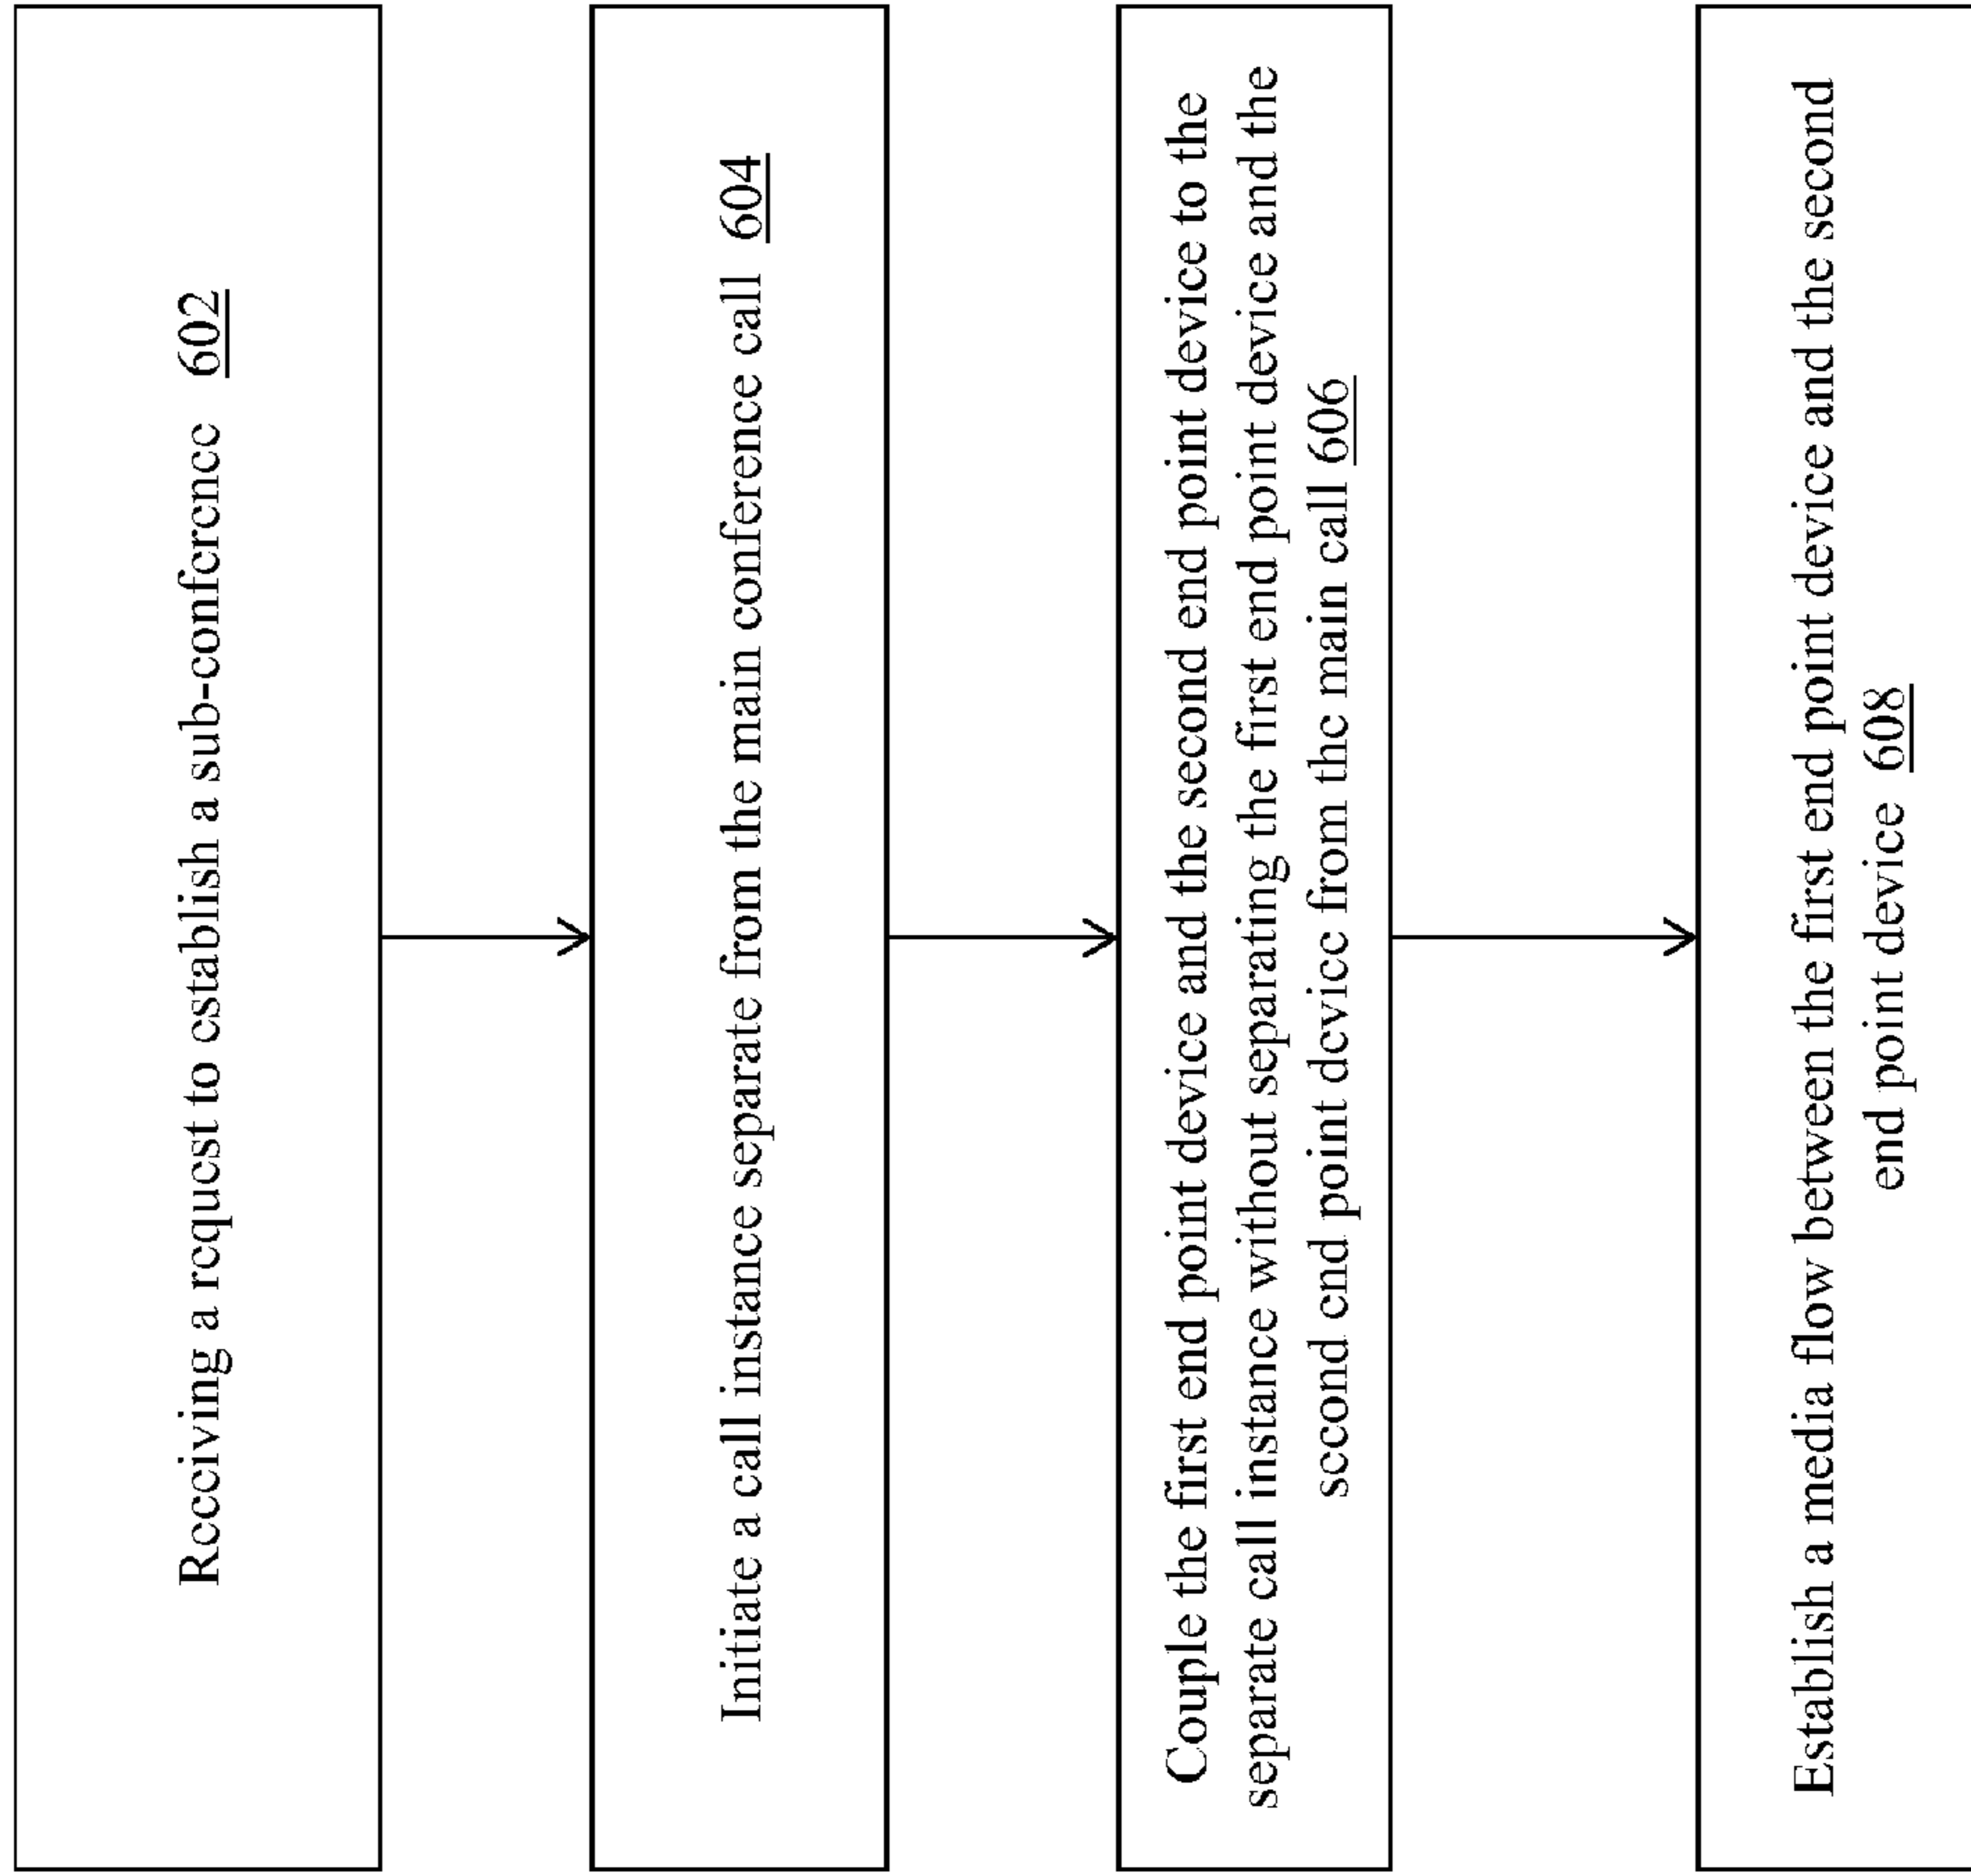 Receiving a request to establish a sub-conference 602
Initiate a call instance separate from the main conference call 604
Couple the first end point device and the second end point device to the
separate call instance without separating the first end point device and the
second end point device from the main call 606
Establish a media flow between the first end point device and the second
end point device 608